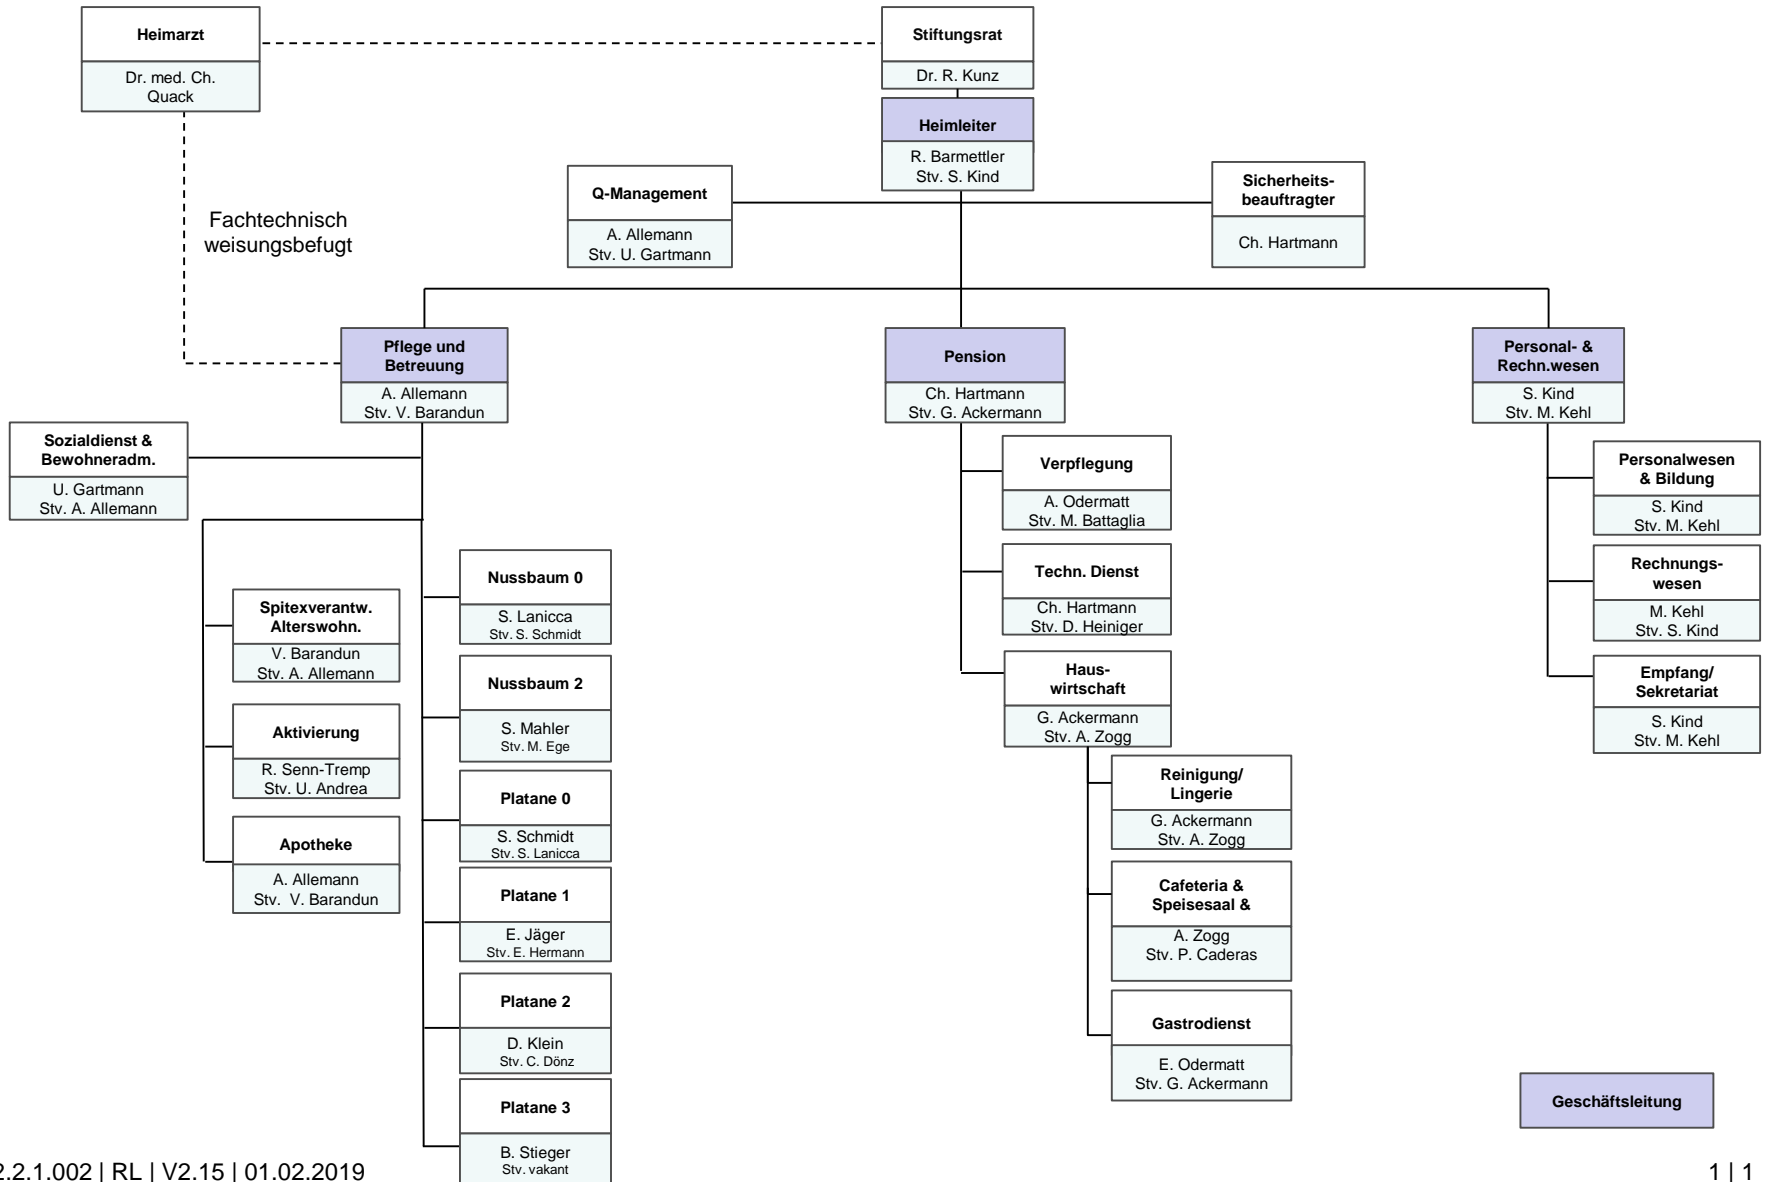 Heimarzt
Dr. med. Ch.
Quack
Stiftungsrat
Dr. R. Kunz
Heimleiter
R. Barmettler
Stv. S. Kind
Q-Management
A. Allemann
Stv. U. Gartmann
Sicherheits-
beauftragter
Ch. Hartmann
Fachtechnisch
weisungsbefugt
Pflege und
Betreuung
A. Allemann
Stv. V. Barandun
Pension
Ch. Hartmann
Stv. G. Ackermann
Personal- &
Rechn.wesen
S. Kind
Stv. M. Kehl
Sozialdienst &
Bewohneradm.
U. Gartmann
Stv. A. Allemann
Spitexverantw.
Alterswohn.
V. Barandun
Stv. A. Allemann
Aktivierung
R. Senn-Tremp
Stv. U. Andrea
Apotheke
A. Allemann
Stv. V. Barandun
Nussbaum 0
S. Lanicca
Stv. S. Schmidt
Nussbaum 2
S. Mahler
Stv. M. Ege
Platane 0
S. Schmidt
Stv. S. Lanicca
Platane 1
E. Jäger
Stv. E. Hermann
Platane 2
D. Klein
Stv. C. Dönz
Platane 3
B. Stieger
Stv. vakant
Verpflegung
A. Odermatt
Stv. M. Battaglia
Techn. Dienst
Ch. Hartmann
Stv. D. Heiniger
Haus-
wirtschaft
G. Ackermann
Stv. A. Zogg
Reinigung/
Lingerie
G. Ackermann
Stv. A. Zogg
Cafeteria &
Speisesaal &
A. Zogg
Stv. P. Caderas
Gastrodienst
E. Odermatt
Stv. G. Ackermann
Personalwesen
& Bildung
S. Kind
Stv. M. Kehl
Rechnungs-
wesen
M. Kehl
Stv. S. Kind
Empfang/
Sekretariat
S. Kind
Stv. M. Kehl
Geschäftsleitung
2.2.1.002 | RL | V2.15 | 01.02.2019
1 | 1